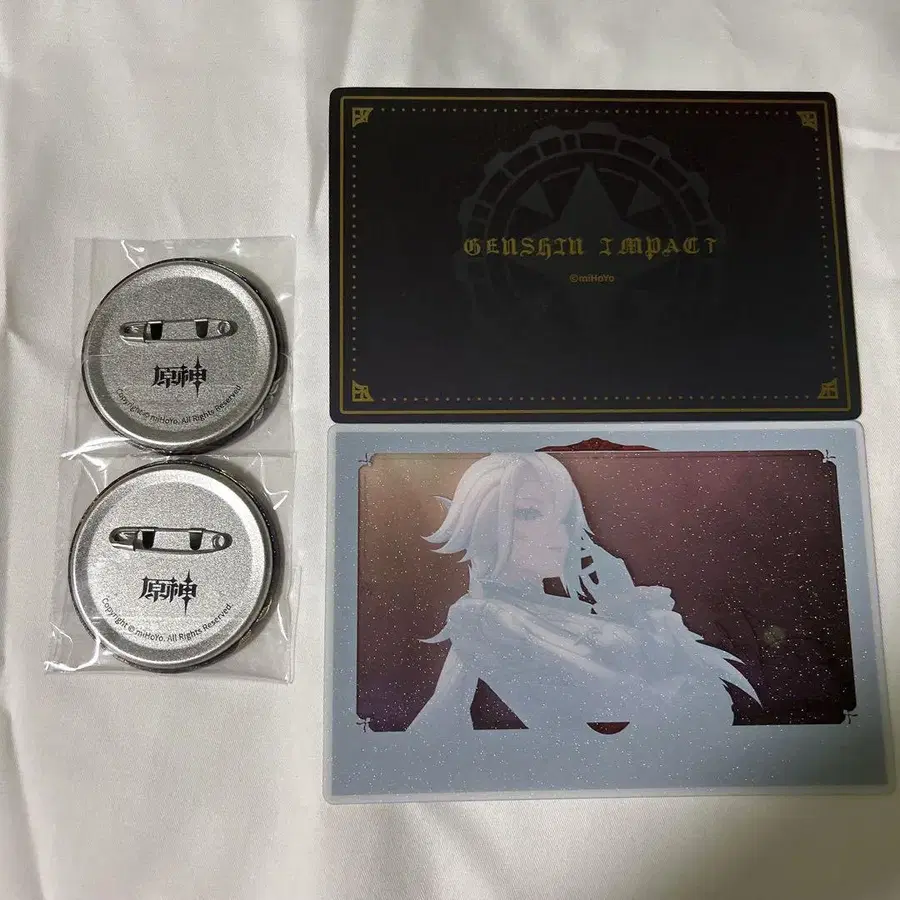 GENSHIN IMPACT
©miHoYo
原神
Copyright © miHoYo. All Rights Reserved.
原神
Copyright © miHoYo. All Rights Reserved.